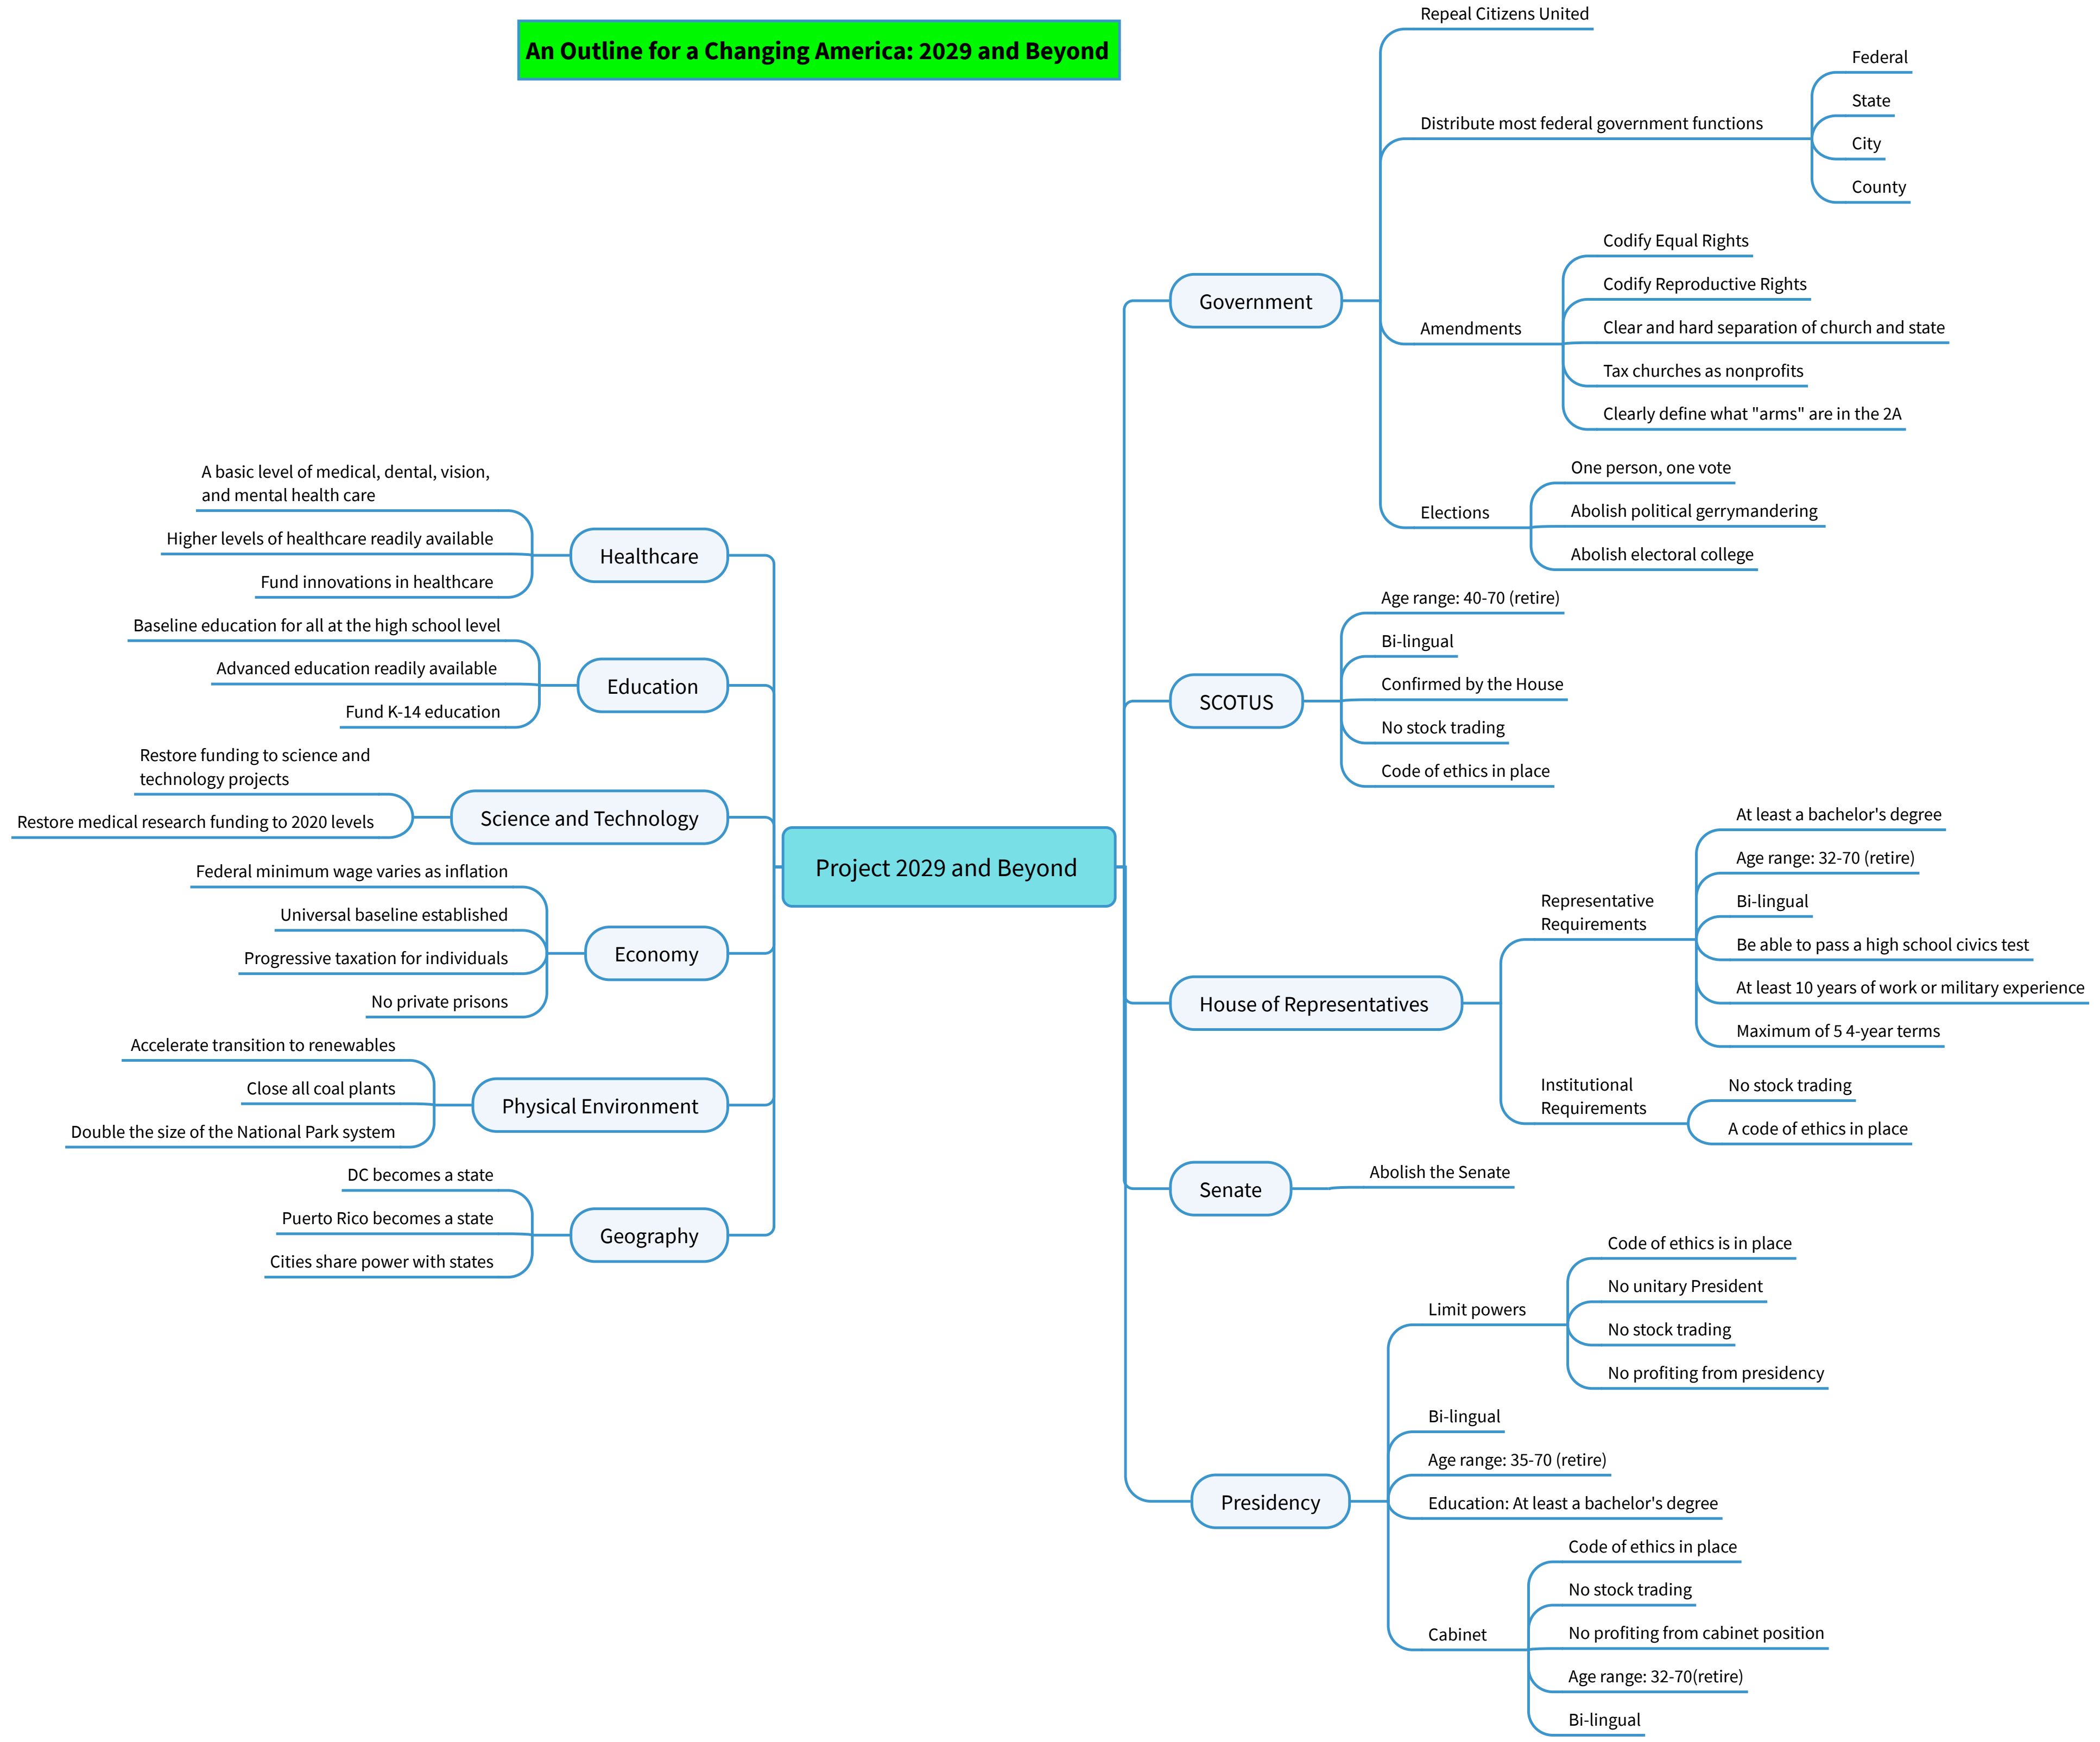 An Outline for a Changing America: 2029 and Beyond
Project 2029 and Beyond
Government
Repeal Citizens United
Distribute most federal government functions
Federal
State
City
County
Amendments
Codify Equal Rights
Codify Reproductive Rights
Clear and hard separation of church and state
Tax churches as nonprofits
Clearly define what "arms" are in the 2A
Elections
One person, one vote
Abolish political gerrymandering
Abolish electoral college
SCOTUS
Age range: 40-70 (retire)
Bi-lingual
Confirmed by the House
No stock trading
Code of ethics in place
House of Representatives
Representative
Requirements
At least a bachelor's degree
Age range: 32-70 (retire)
Bi-lingual
Be able to pass a high school civics test
At least 10 years of work or military experience
Maximum of 5 4-year terms
Institutional
Requirements
No stock trading
A code of ethics in place
Senate
Abolish the Senate
Presidency
Limit powers
Code of ethics is in place
No unitary President
No stock trading
No profiting from presidency
Bi-lingual
Age range: 35-70 (retire)
Education: At least a bachelor's degree
Cabinet
Code of ethics in place
No stock trading
No profiting from cabinet position
Age range: 32-70(retire)
Bi-lingual
Healthcare
A basic level of medical, dental, vision,
and mental health care
Higher levels of healthcare readily available
Fund innovations in healthcare
Education
Baseline education for all at the high school level
Advanced education readily available
Fund K-14 education
Science and Technology
Restore funding to science and
technology projects
Restore medical research funding to 2020 levels
Economy
Federal minimum wage varies as inflation
Universal baseline established
Progressive taxation for individuals
No private prisons
Physical Environment
Accelerate transition to renewables
Close all coal plants
Double the size of the National Park system
Geography
DC becomes a state
Puerto Rico becomes a state
Cities share power with states